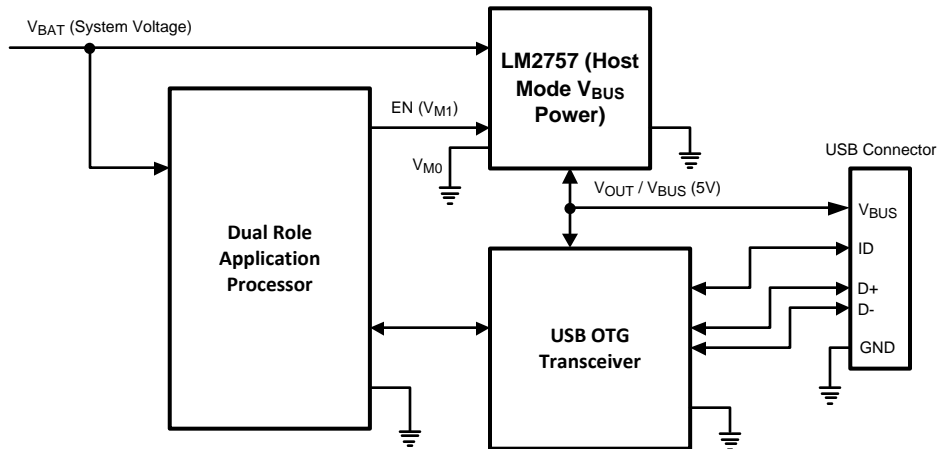 VBAT (System Voltage)
LM2757 (Host
Mode VBUS
Power)
EN (VM1)
VM0
USB Connector
VOUT / VBUS (5V)
VBUS
ID
D+
D-
GND
Dual Role
Application
Processor
USB OTG
Transceiver